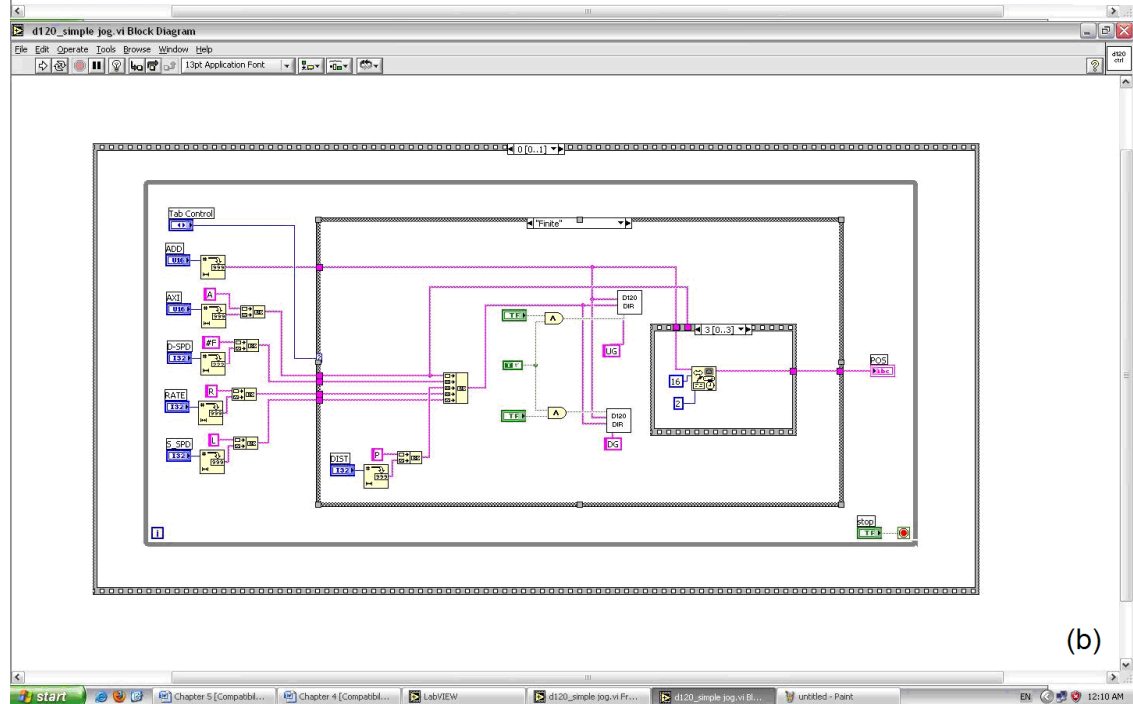 d120_simple jog.vi Block Diagram
File Edit Operate Tools Browse Window Help
13pt Application Font
d120
ctrl
0 [0..1]
Tab Control
"Finite"
ADD
U16
AXI
A
U16
D120
DIR
TF
3 [0..3]
D-SPD
#F
UG
I32
POS
abc
16
RATE
R
2
I32
TF
D120
DIR
S_SPD
L
DG
I32
DIST
P
I32
i
stop
TF
(b)
start
Chapter 5 [Compatibil...
Chapter 4 [Compatibil...
LabVIEW
d120_simple jog.vi Fr...
d120_simple jog.vi Bl...
untitled - Paint
EN
12:10 AM